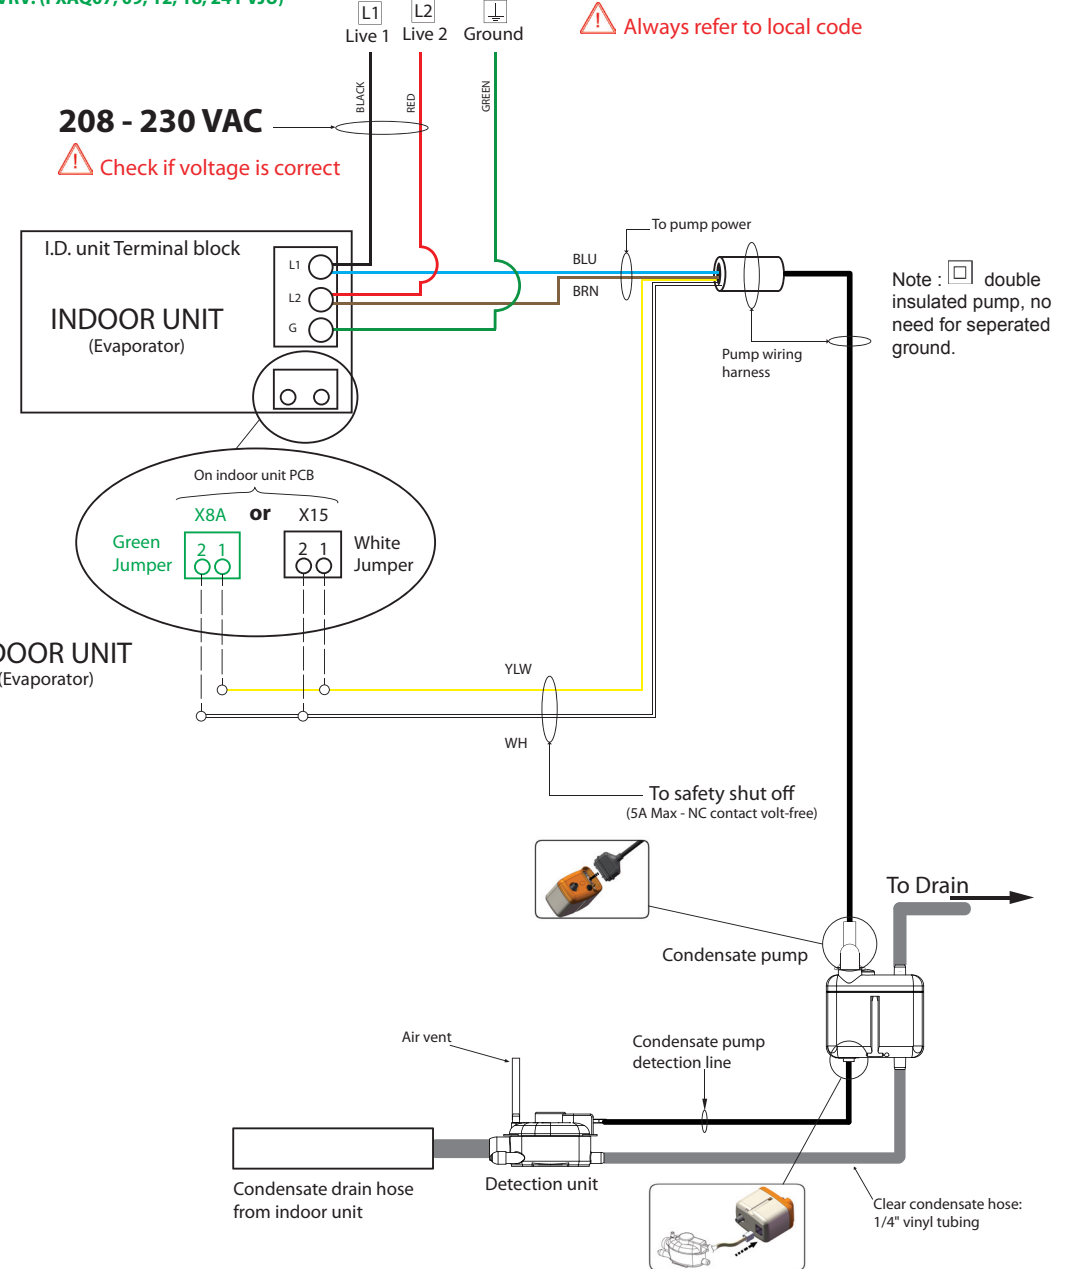 L1
L2
Live 1
Live 2
Ground
Always refer to local code
BLACK
RED
GREEN
208 - 230 VAC
Check if voltage is correct
To pump power
I.D. unit Terminal block
L1
BLU
L2
BRN
INDOOR UNIT
(Evaporator)
G
Note : double
insulated pump, no
need for seperated
ground.
Pump wiring
harness
On indoor unit PCB
X8A or X15
Green
Jumper
2 1
2 1
White
Jumper
DOOR UNIT
(Evaporator)
YLW
WH
To safety shut off
(5A Max - NC contact volt-free)
To Drain
Condensate pump
Air vent
Condensate pump
detection line
Condensate drain hose
from indoor unit
Detection unit
Clear condensate hose:
1/4" vinyl tubing